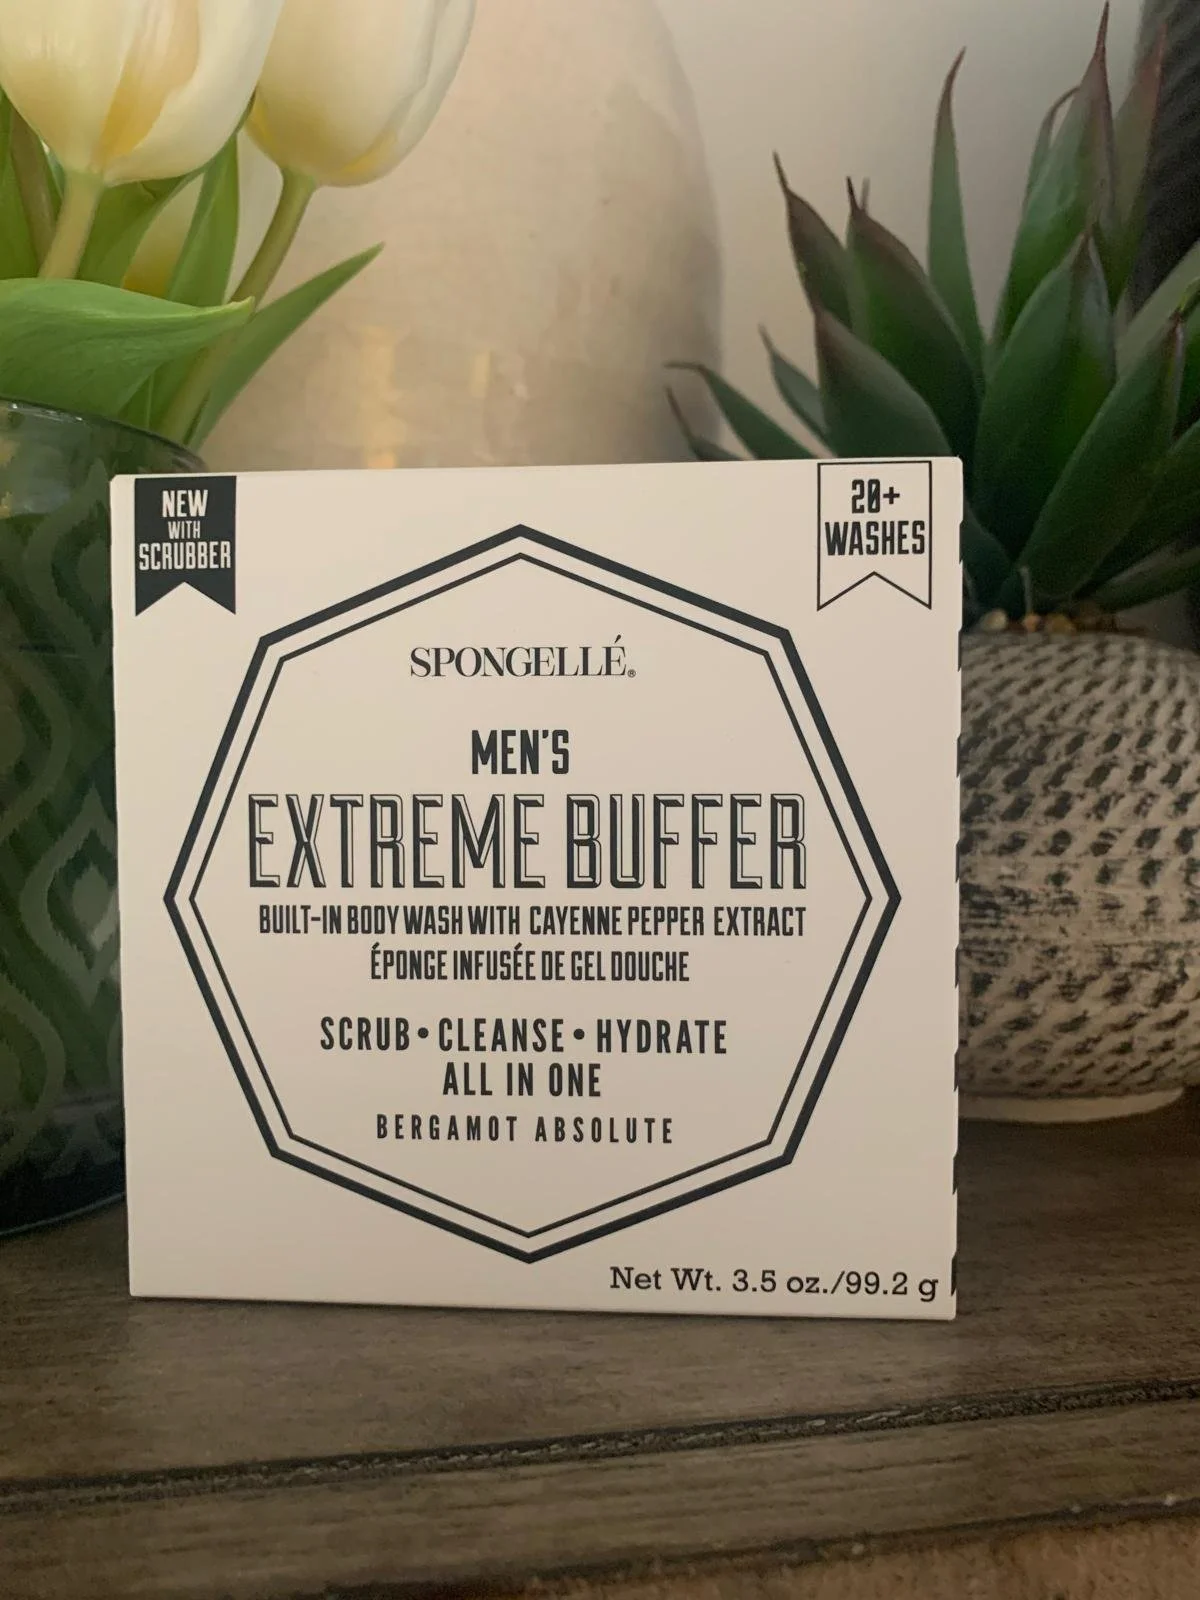 NEW
WITH
SCRUBBER
20+
WASHES
SPONGELLÉ®
MEN'S
EXTREME BUFFER
BUILT-IN BODY WASH WITH CAYENNE PEPPER EXTRACT
ÉPONGE INFUSÉE DE GEL DOUCHE
SCRUB • CLEANSE • HYDRATE
ALL IN ONE
BERGAMOT ABSOLUTE
Net Wt. 3.5 oz./99.2 g